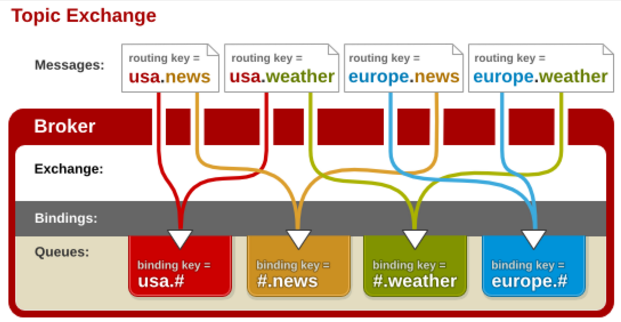 Topic Exchange
Messages:
routing key =
usa.news
routing key =
usa.weather
routing key =
europe.news
routing key =
europe.weather
Broker
Exchange:
Bindings:
Queues:
binding key =
usa.#
binding key =
#.news
binding key =
#.weather
binding key =
europe.#